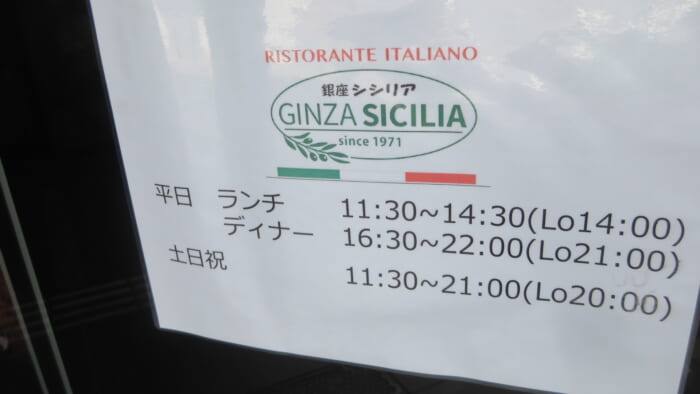 RISTORANTE ITALIANO
銀座 シシリア
GINZA SICILIA
since 1971
平日 ランチ 11:30~14:30(Lo14:00)
ディナー 16:30~22:00(Lo21:00)
土日祝 11:30~21:00(Lo20:00)